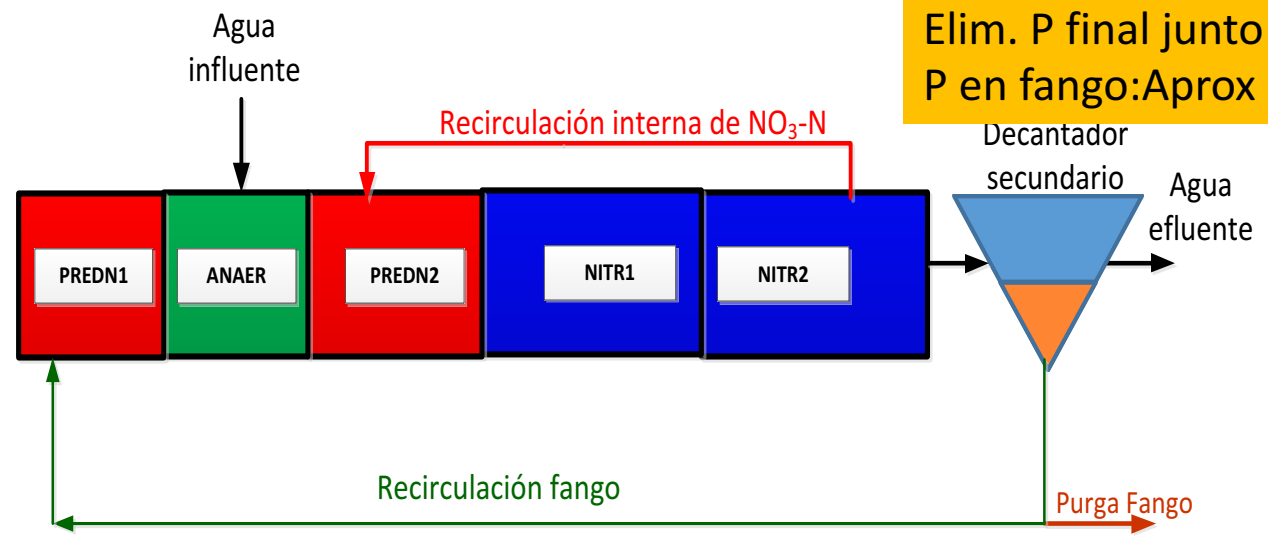 Elim. P final junto
P en fango:Aprox
Agua
influente
Recirculación interna de NO₃-N
Decantador
secundario
Agua
efluente
PREDN1
ANAER
PREDN2
NITR1
NITR2
Recirculación fango
Purga Fango